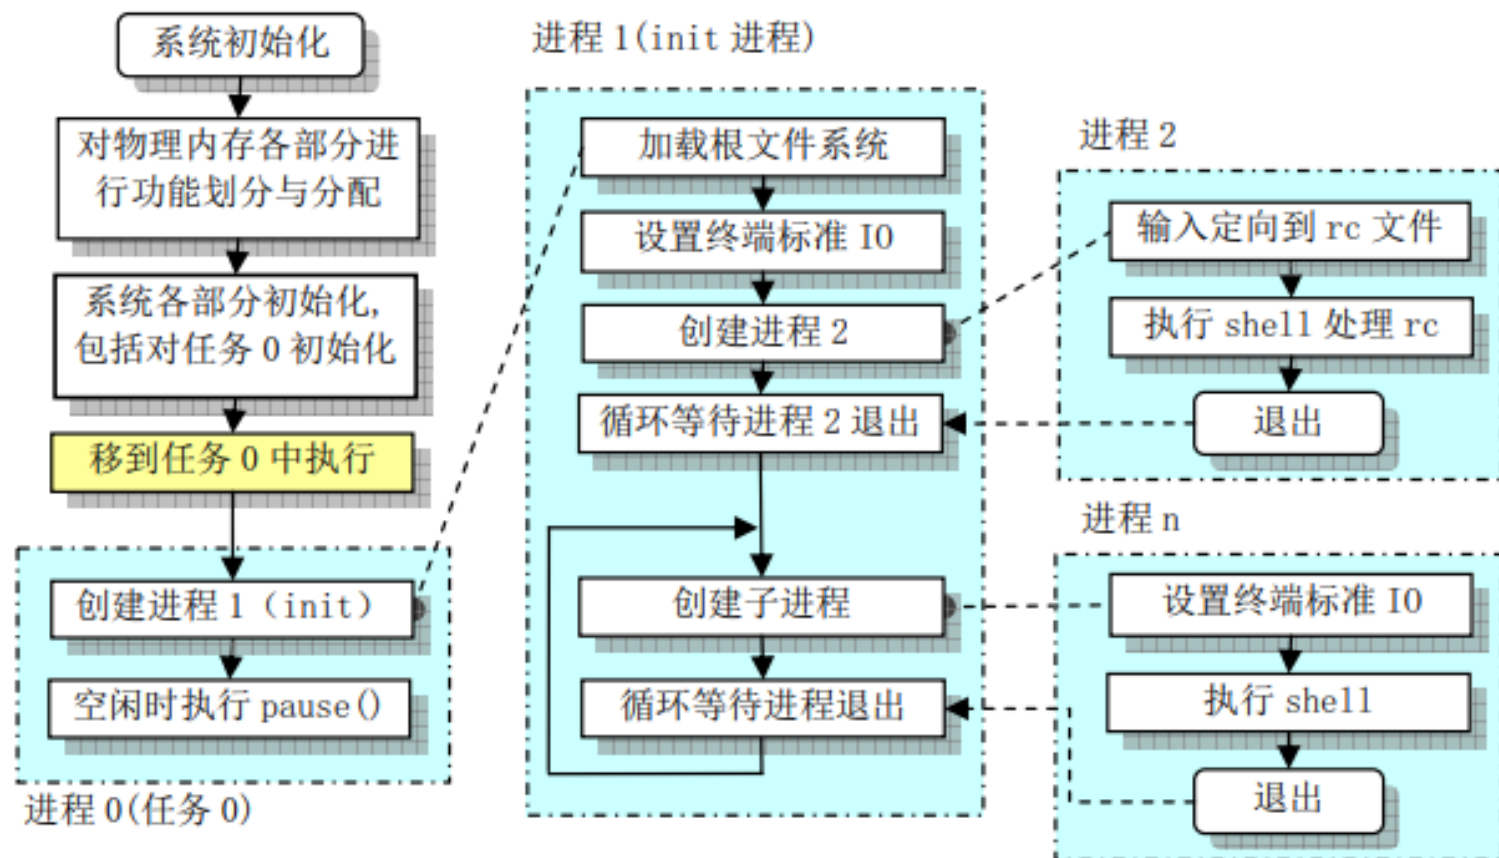 系统初始化
对物理内存各部分进
行功能划分与分配
系统各部分初始化,
包括对任务 0 初始化
移到任务 0 中执行
创建进程 1（init）
空闲时执行 pause()
进程 0(任务 0)
进程 1(init 进程)
加载根文件系统
设置终端标准 IO
创建进程 2
循环等待进程 2 退出
创建子进程
循环等待进程退出
进程 2
输入定向到 rc 文件
执行 shell 处理 rc
退出
进程 n
设置终端标准 IO
执行 shell
退出